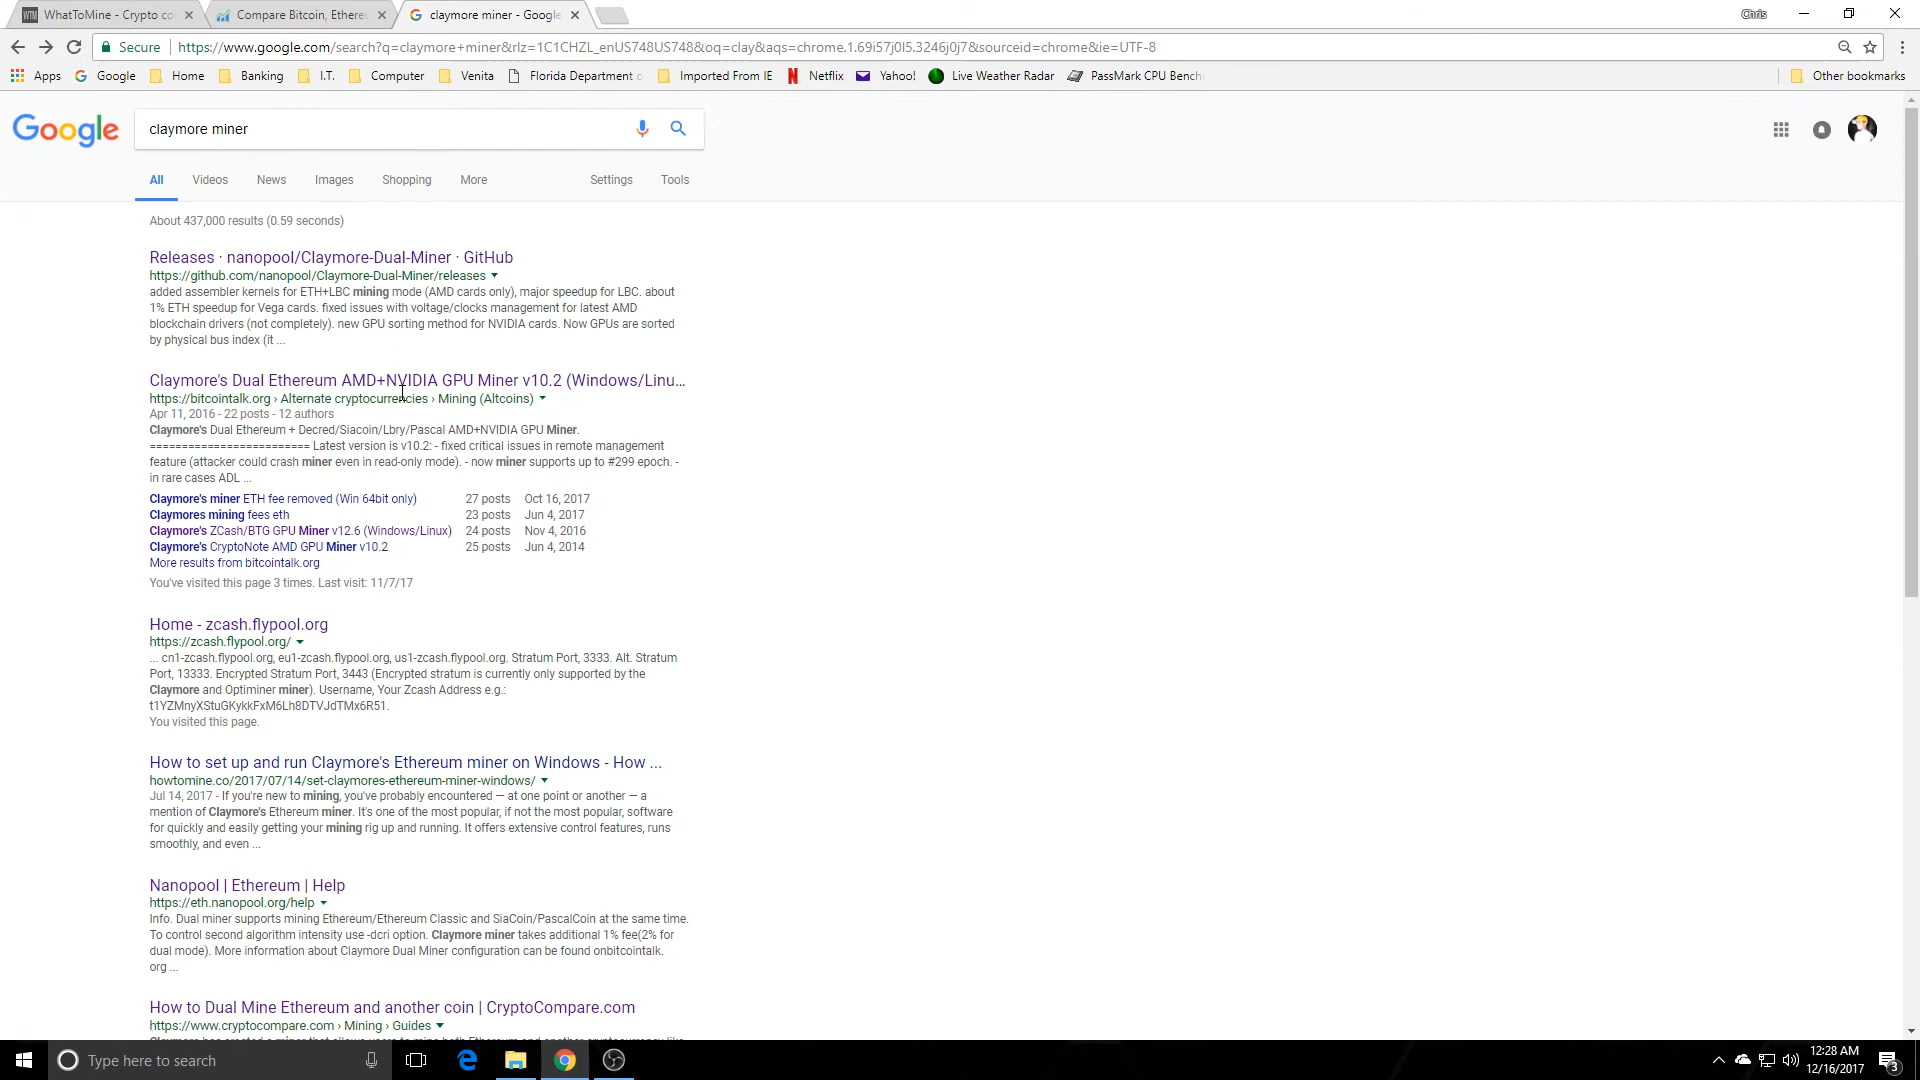 WhatToMine - Crypto co
Compare Bitcoin, Ethere
claymore miner - Google
Chris
Secure
https://www.google.com/search?q=claymore+miner&rlz=1C1CHZL_enUS748US748&oq=clay&aqs=chrome.1.69i57j0l5.3246j0j7&sourceid=chrome&ie=UTF-8
Apps Google Home Banking I.T. Computer Venita Florida Department Imported From IE Netflix Yahoo! Live Weather Radar PassMark CPU Bench Other bookmarks
Google
claymore miner
All Videos News Images Shopping More Settings Tools
About 437,000 results (0.59 seconds)
Releases · nanopool/Claymore-Dual-Miner · GitHub
https://github.com/nanopool/Claymore-Dual-Miner/releases
added assembler kernels for ETH+LBC mining mode (AMD cards only), major speedup for LBC. about
1% ETH speedup for Vega cards. fixed issues with voltage/clocks management for latest AMD
blockchain drivers (not completely). new GPU sorting method for NVIDIA cards. Now GPUs are sorted
by physical bus index (it ...
Claymore's Dual Ethereum AMD+NVIDIA GPU Miner v10.2 (Windows/Linu...
https://bitcointalk.org › Alternate cryptocurrencies › Mining (Altcoins)
Apr 11, 2016 - 22 posts - 12 authors
Claymore's Dual Ethereum + Decred/Siacoin/Lbry/Pascal AMD+NVIDIA GPU Miner.
========================= Latest version is v10.2: - fixed critical issues in remote management
feature (attacker could crash miner even in read-only mode). - now miner supports up to #299 epoch. -
in rare cases ADL ...
Claymore's miner ETH fee removed (Win 64bit only) 27 posts Oct 16, 2017
Claymores mining fees eth 23 posts Jun 4, 2017
Claymore's ZCash/BTG GPU Miner v12.6 (Windows/Linux) 24 posts Nov 4, 2016
Claymore's CryptoNote AMD GPU Miner v10.2 25 posts Jun 4, 2014
More results from bitcointalk.org
You've visited this page 3 times. Last visit: 11/7/17
Home - zcash.flypool.org
https://zcash.flypool.org/
... cn1-zcash.flypool.org, eu1-zcash.flypool.org, us1-zcash.flypool.org. Stratum Port, 3333. Alt. Stratum
Port, 13333. Encrypted Stratum Port, 3443 (Encrypted stratum is currently only supported by the
Claymore and Optiminer miner). Username, Your Zcash Address e.g.:
t1YZMnyXStuGKykkFxM6Lh8DTVJdTMx6R51.
You visited this page.
How to set up and run Claymore's Ethereum miner on Windows - How ...
howtomine.co/2017/07/14/set-claymores-ethereum-miner-windows/
Jul 14, 2017 - If you're new to mining, you've probably encountered — at one point or another — a
mention of Claymore's Ethereum miner. It's one of the most popular, if not the most popular, software
for quickly and easily getting your mining rig up and running. It offers extensive control features, runs
smoothly, and even ...
Nanopool | Ethereum | Help
https://eth.nanopool.org/help
Info. Dual miner supports mining Ethereum/Ethereum Classic and SiaCoin/PascalCoin at the same time.
To control second algorithm intensity use -dcri option. Claymore miner takes additional 1% fee(2% for
dual mode). More information about Claymore Dual Miner configuration can be found onbitcointalk.
org ...
How to Dual Mine Ethereum and another coin | CryptoCompare.com
https://www.cryptocompare.com › Mining › Guides
Type here to search
12:28 AM
12/16/2017
3